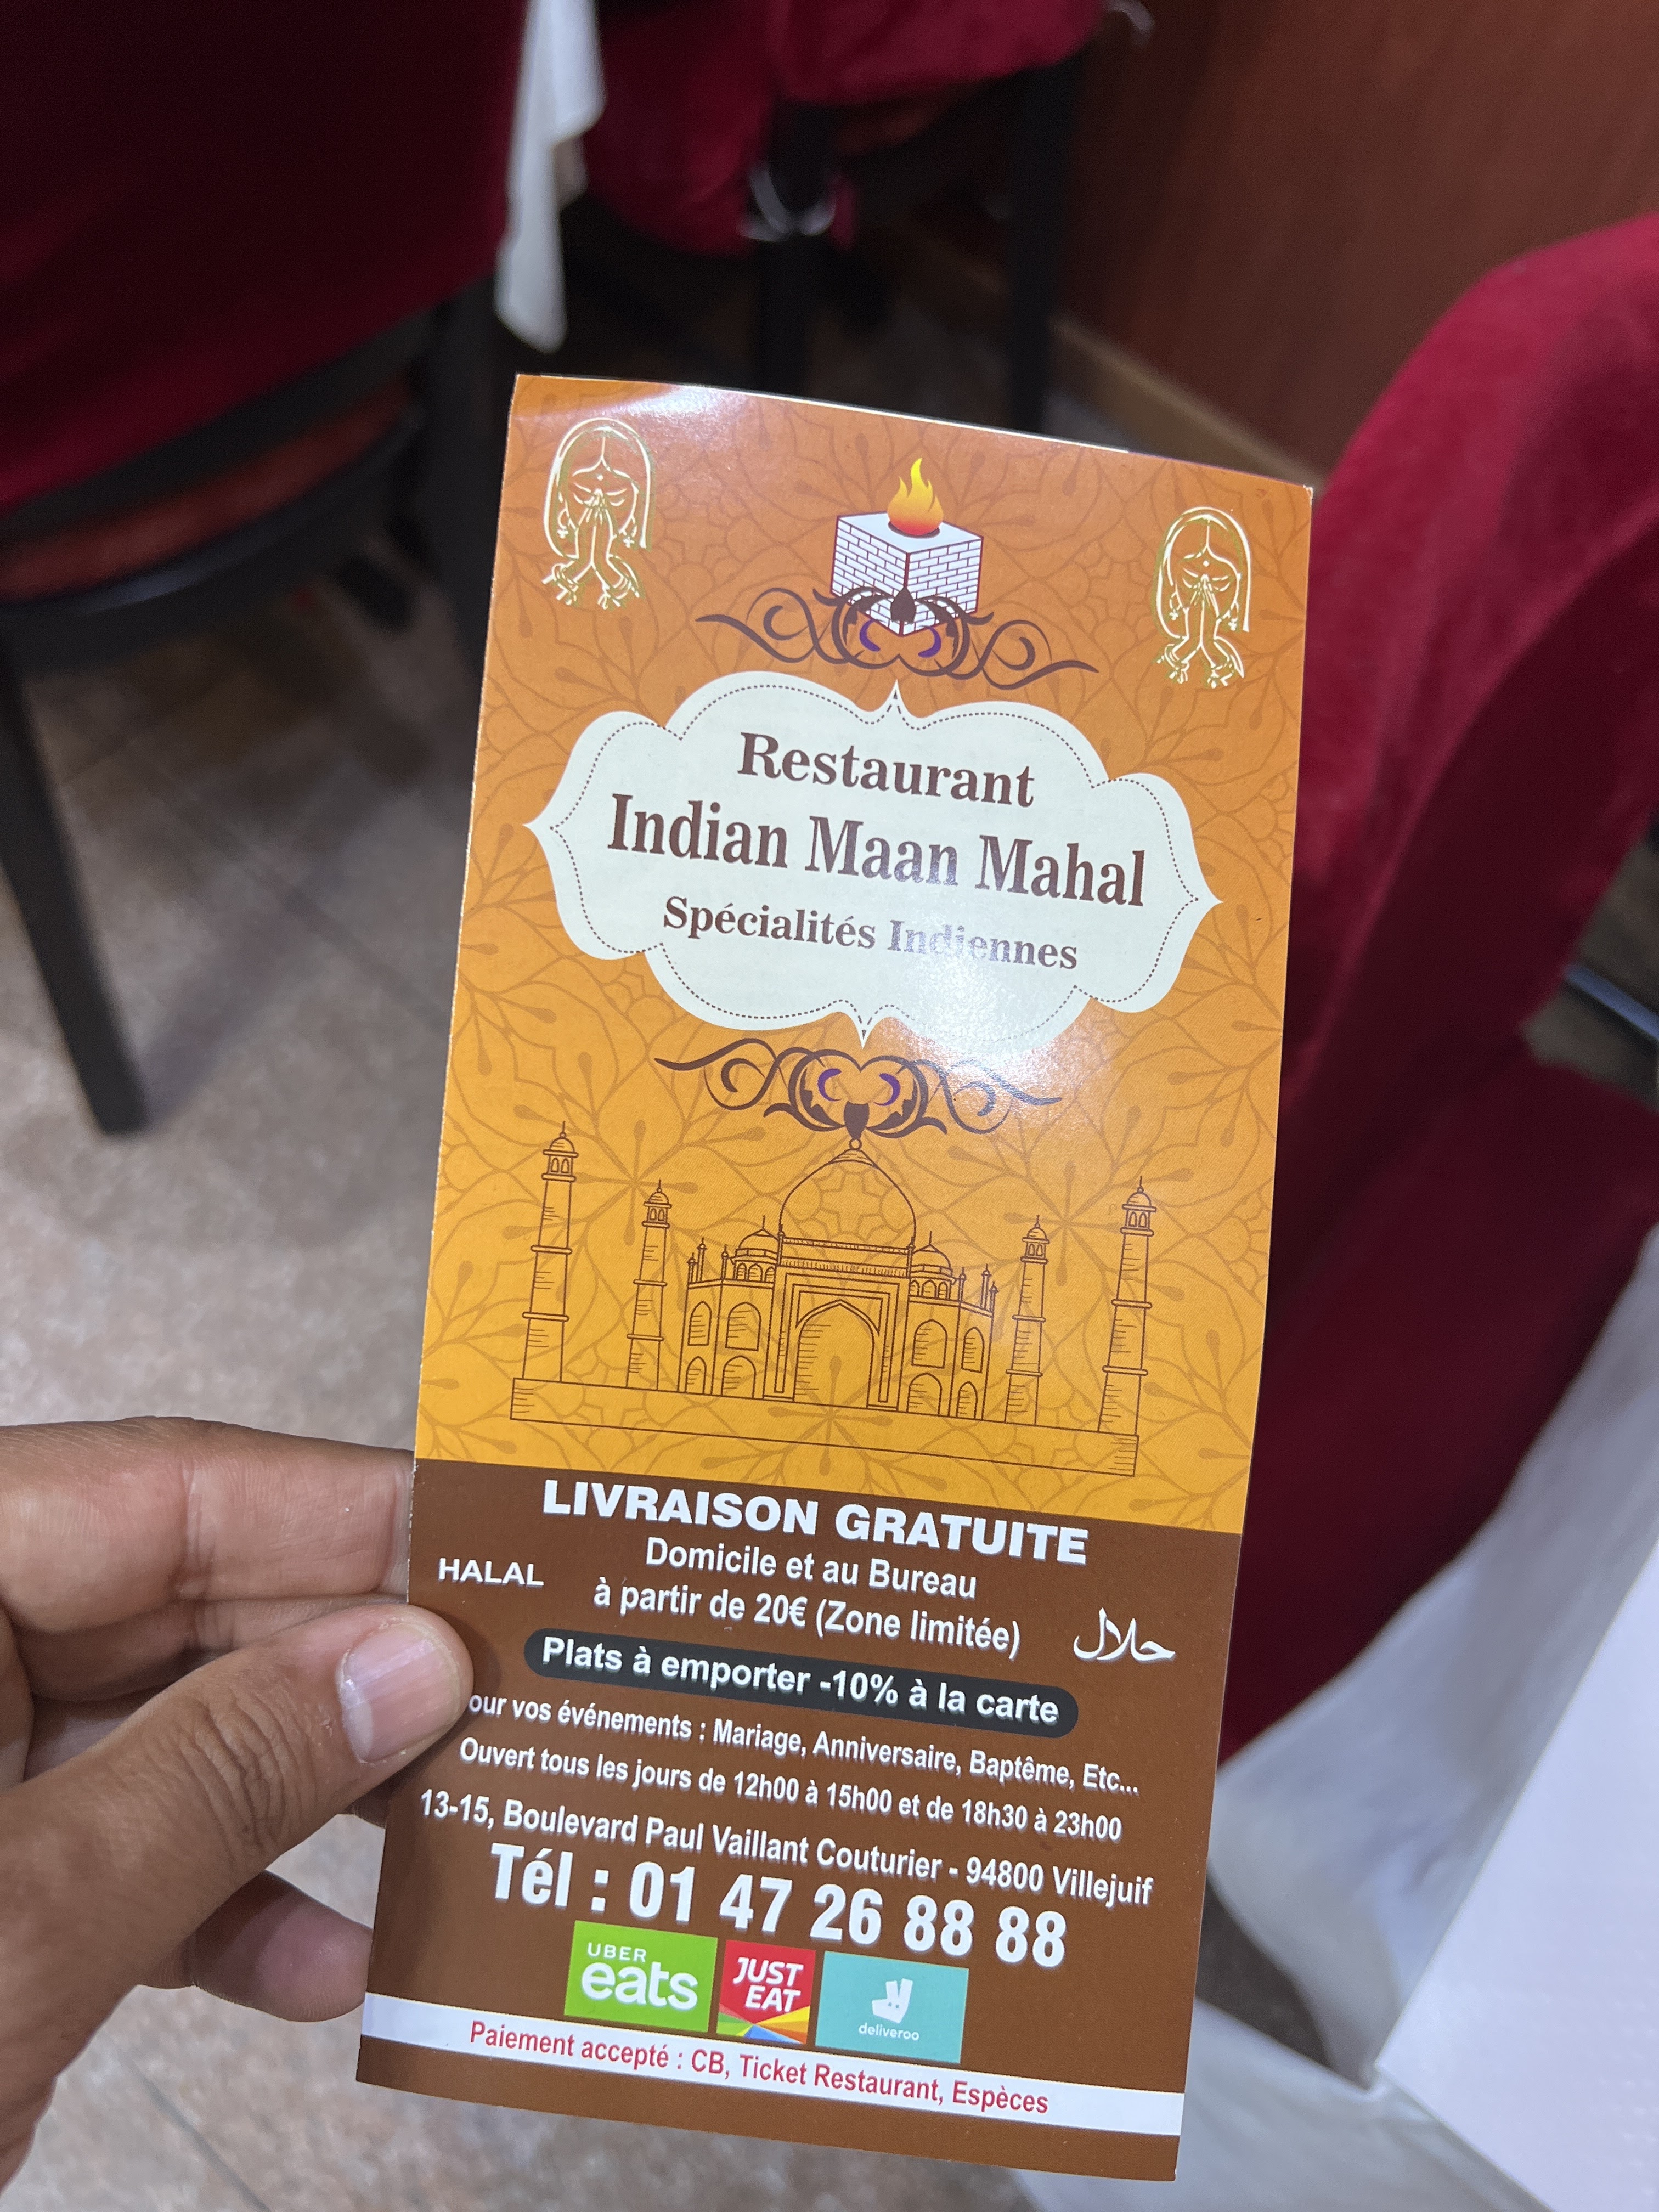 Restaurant
Indian Maan Mahal
Spécialités Indiennes
LIVRAISON GRATUITE
Domicile et au Bureau
HALAL
à partir de 20€ (Zone limitée)
حلال
Plats à emporter -10% à la carte
our vos événements : Mariage, Anniversaire, Baptême, Etc...
Ouvert tous les jours de 12h00 à 15h00 et de 18h30 à 23h00
13-15, Boulevard Paul Vaillant Couturier - 94800 Villejuif
Tél : 01 47 26 88 88
UBER
eats
JUST
EAT
deliveroo
Paiement accepté : CB, Ticket Restaurant, Espèces